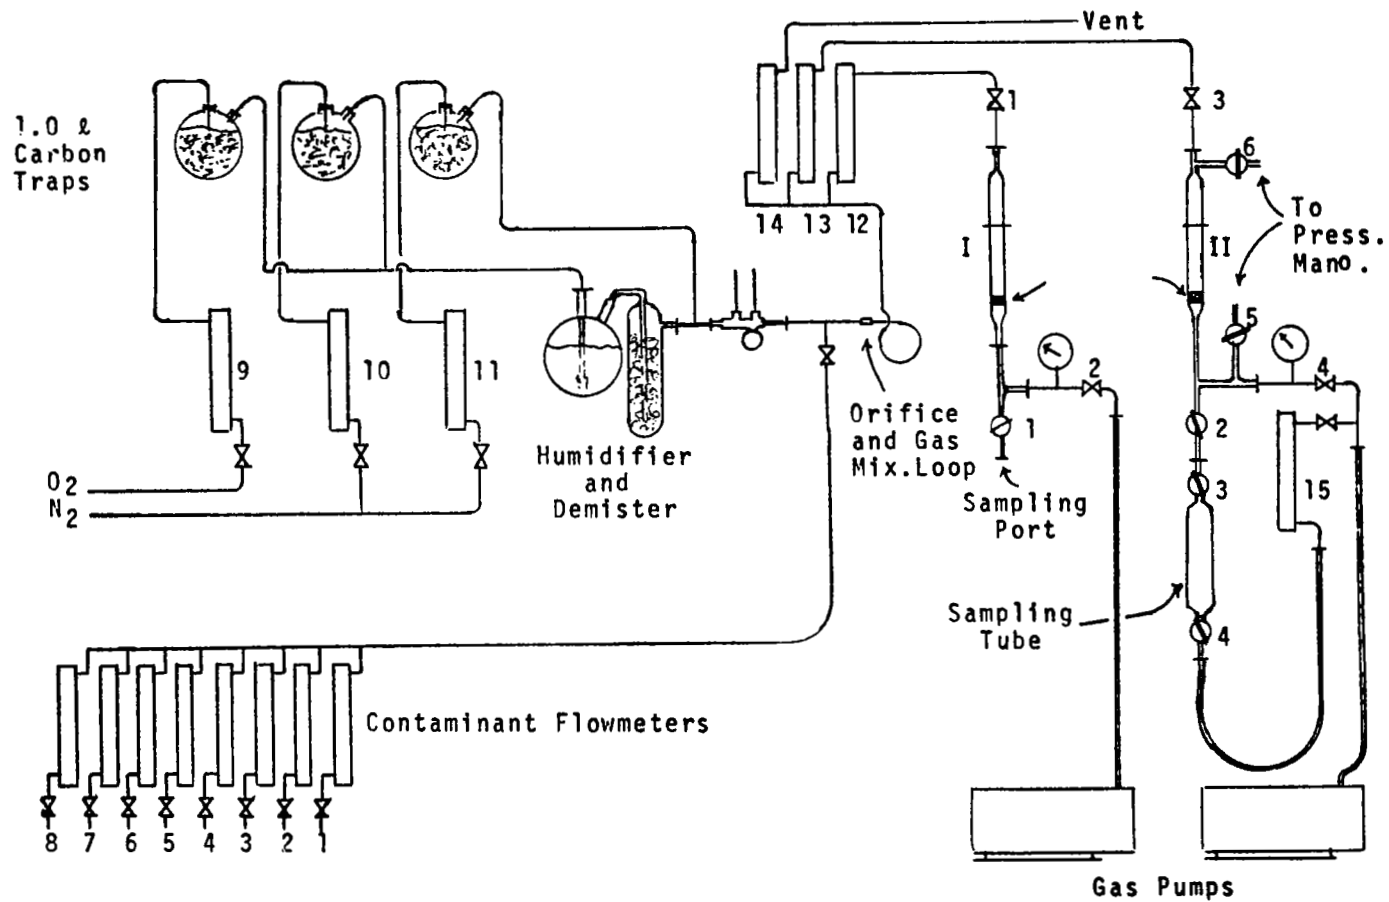 Vent
1
3
6
1.0 ℓ
Carbon
Traps
14 13 12
To
Press.
Mano.
I
II
5
9
10
11
2
4
Orifice
and Gas
Mix.Loop
1
2
Humidifier
and
Demister
O2
N2
3
15
Sampling
Port
Sampling
Tube
4
Contaminant Flowmeters
8 7 6 5 4 3 2 1
Gas Pumps